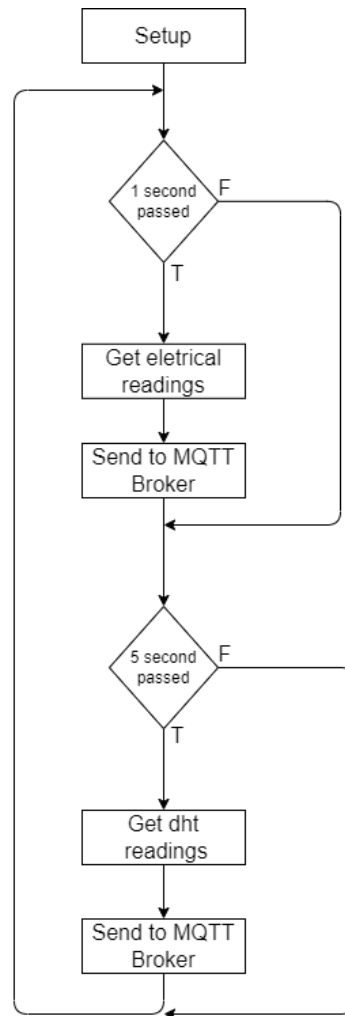 Setup
1 second
passed
F
T
Get eletrical
readings
Send to MQTT
Broker
5 second
passed
F
T
Get dht
readings
Send to MQTT
Broker